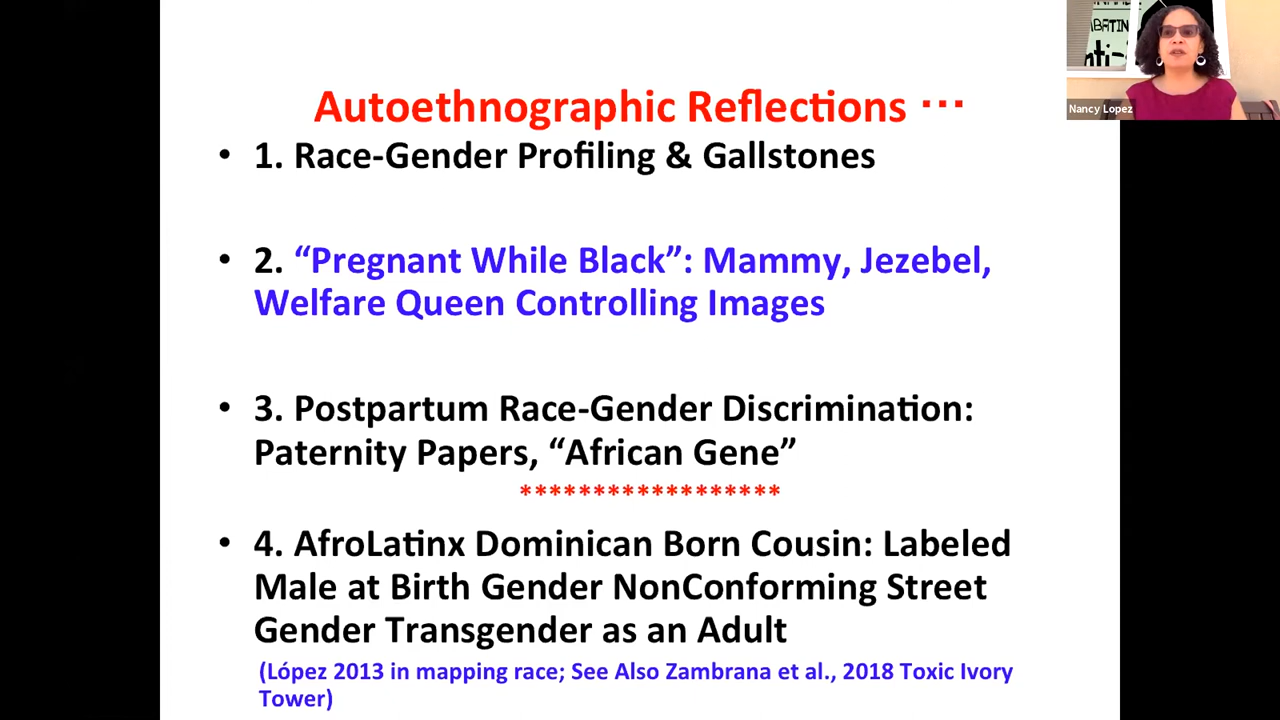 Autoethnographic Reflections ...
• 1. Race-Gender Profiling & Gallstones
• 2. “Pregnant While Black”: Mammy, Jezebel,
Welfare Queen Controlling Images
• 3. Postpartum Race-Gender Discrimination:
Paternity Papers, “African Gene”
******************
• 4. AfroLatinx Dominican Born Cousin: Labeled
Male at Birth Gender NonConforming Street
Gender Transgender as an Adult
(López 2013 in mapping race; See Also Zambrana et al., 2018 Toxic Ivory
Tower)
BATIN
nti-
Nancy Lopez